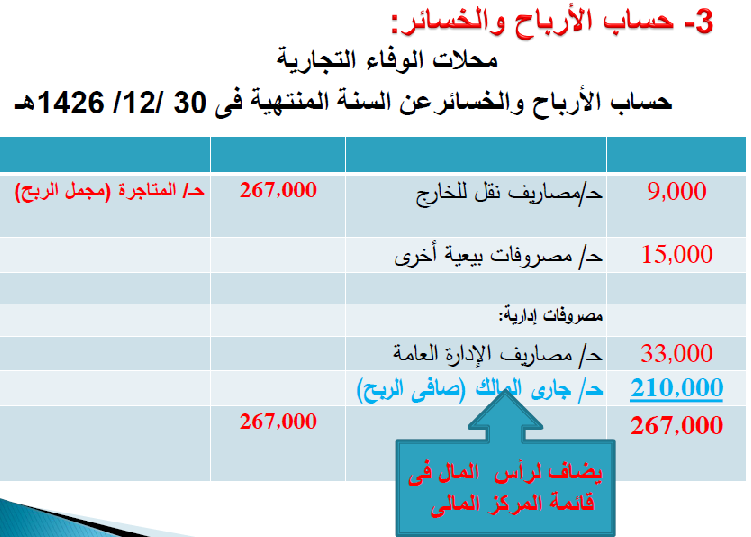 3- حساب الأرباح والخسائر:
محلات الوفاء التجارية
حساب الأرباح والخسائرعن السنة المنتهية فى 30 /12/ 1426هـ
9,000 حـ/مصاريف نقل للخارج 267,000 حـ/ المتاجرة (مجمل الربح)
15,000 حـ/ مصروفات بيعية أخرى
مصروفات إدارية:
33,000 حـ/ مصاريف الإدارة العامة
210,000 حـ/ جارى المالك (صافى الربح)
267,000 267,000
يضاف لرأس المال فى
قائمة المركز المالى